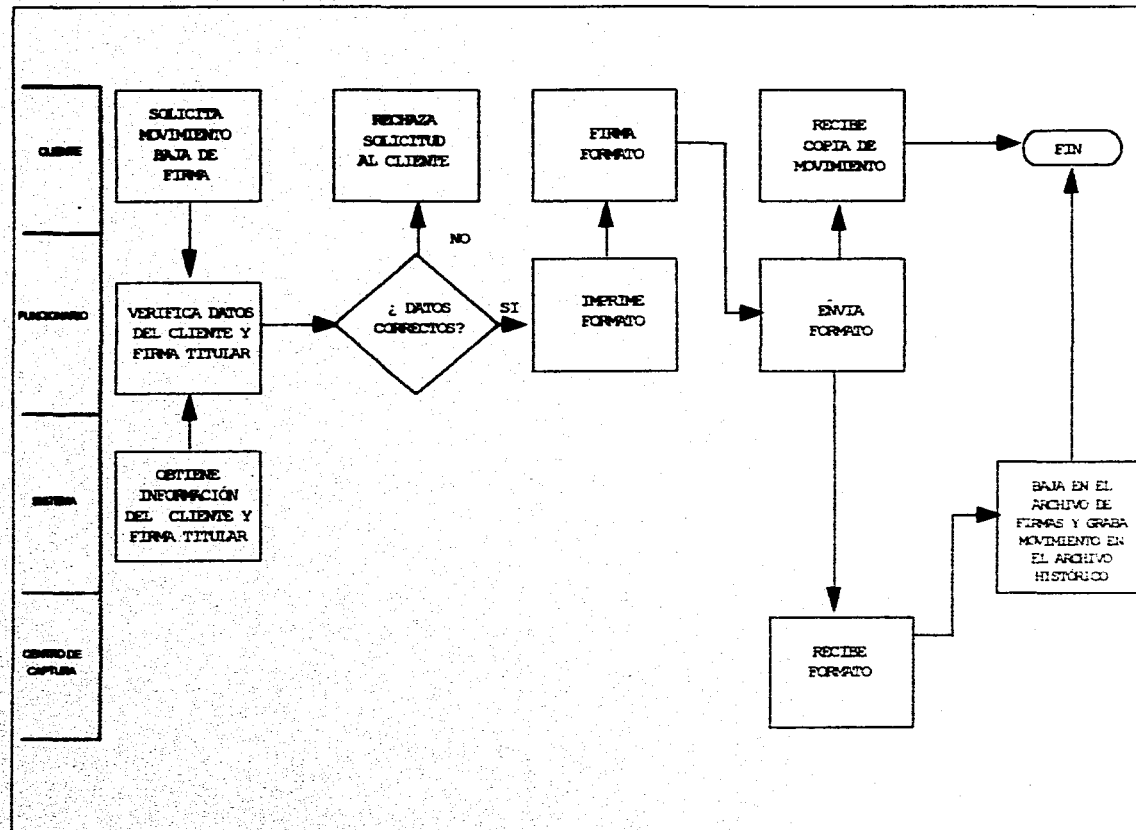 CLIENTE
SOLICITA
MOVIMIENTO
BAJA DE
FIRMA
RECHAZA
SOLICITUD
AL CLIENTE
FIRMA
FORMATO
RECIBE
COPIA DE
MOVIMIENTO
FIN
NO
FUNCIONARIO
VERIFICA DATOS
DEL CLIENTE Y
FIRMA TITULAR
¿ DATOS
CORRECTOS?
SI
IMPRIME
FORMATO
ENVIA
FORMATO
SISTEMA
OBTIENE
INFORMACIÓN
DEL CLIENTE Y
FIRMA TITULAR
BAJA EN EL
ARCHIVO DE
FIRMAS Y GRABA
MOVIMIENTO EN
EL ARCHIVO
HISTÓRICO
CENTRO DE
CAPTURA
RECIBE
FORMATO